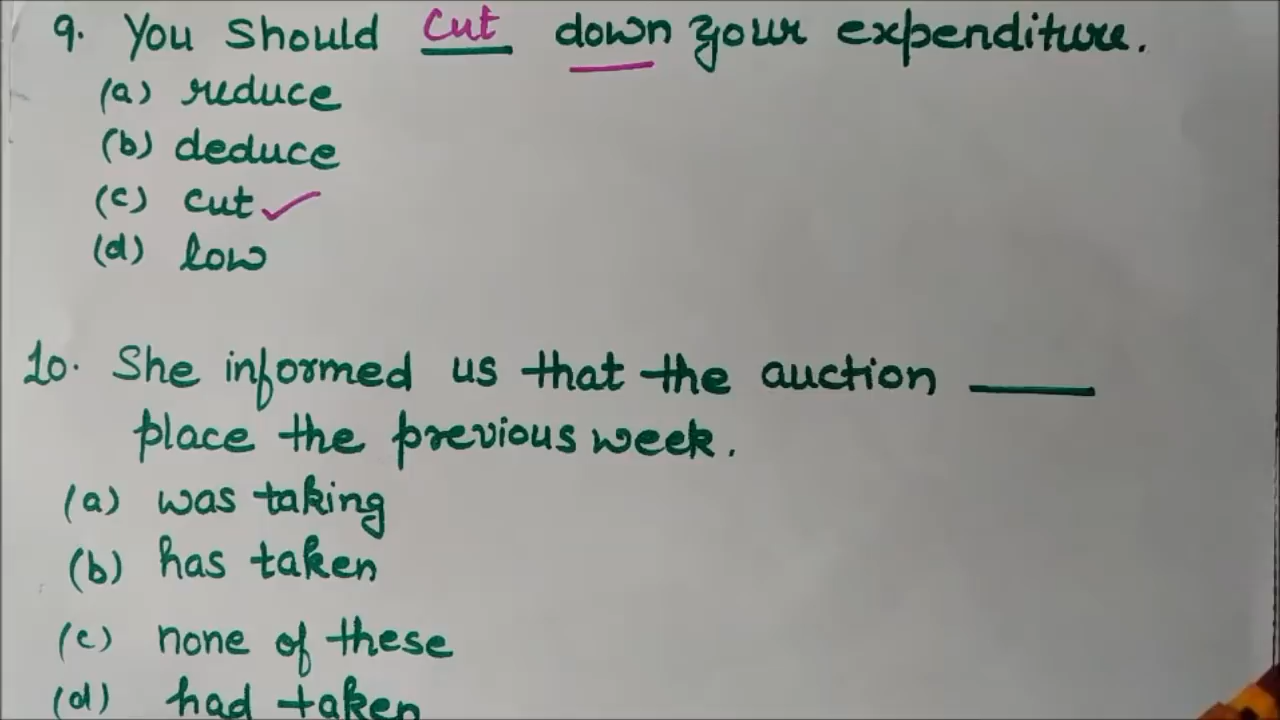 9. You should cut down your expenditure.
(a) reduce
(b) deduce
(c) cut ✓
(d) low
10. She informed us that the auction ____
place the previous week.
(a) was taking
(b) has taken
(c) none of these
(d) had taken